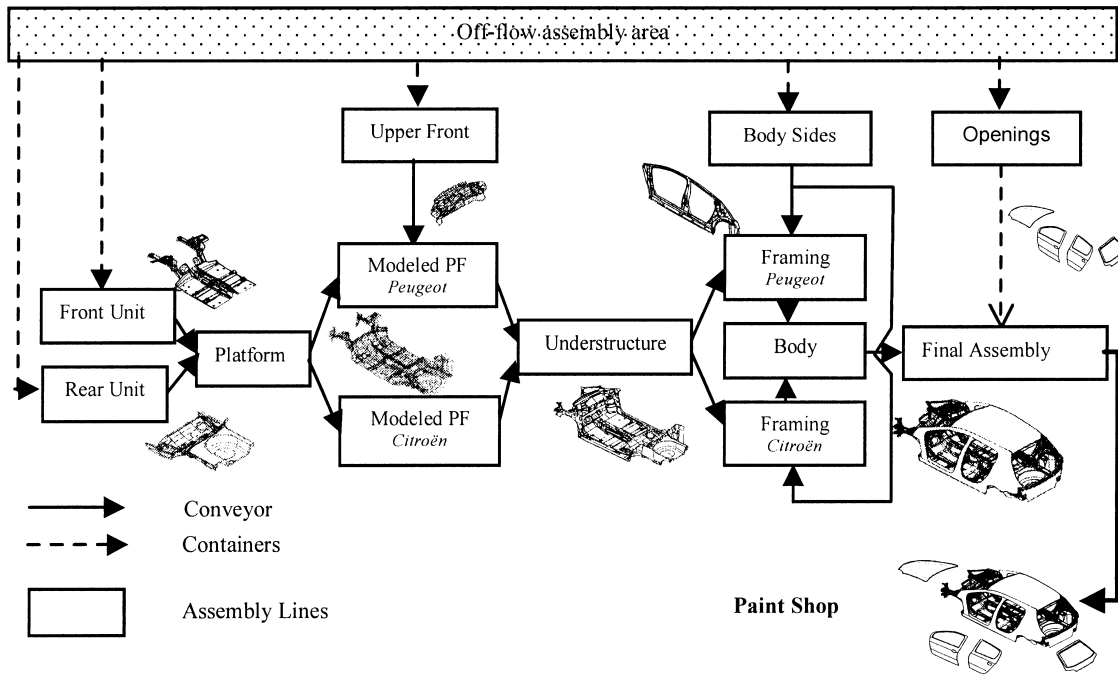 Off-flow assembly area
Upper Front
Body Sides
Openings
Modeled PF
Peugeot
Framing
Peugeot
Front Unit
Platform
Understructure
Body
Final Assembly
Rear Unit
Modeled PF
Citroën
Framing
Citroën
Conveyor
Containers
Assembly Lines
Paint Shop